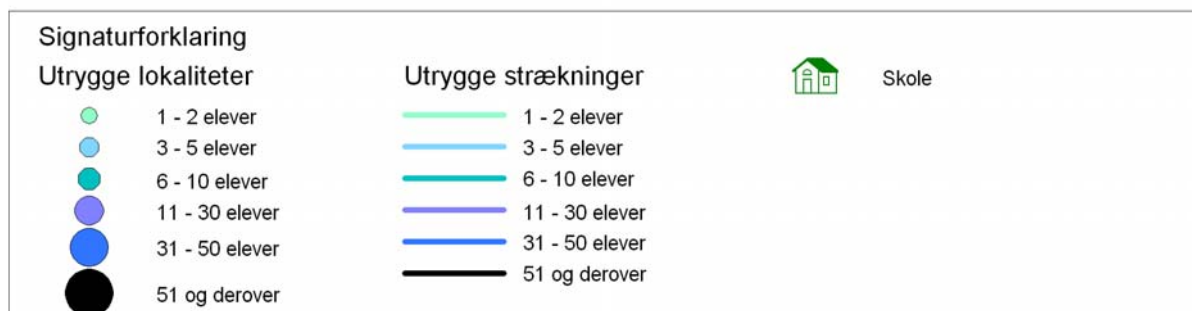 Signaturforklaring
Utrygge lokaliteter
1 - 2 elever
3 - 5 elever
6 - 10 elever
11 - 30 elever
31 - 50 elever
51 og derover
Utrygge strækninger
1 - 2 elever
3 - 5 elever
6 - 10 elever
11 - 30 elever
31 - 50 elever
51 og derover
Skole